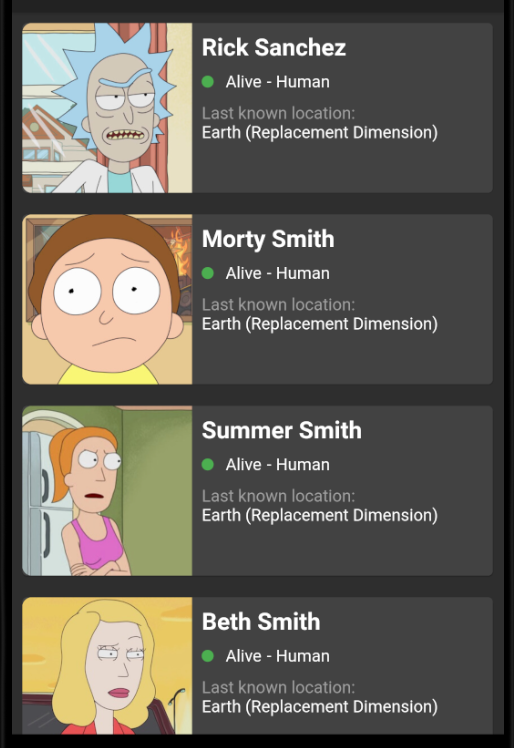 Rick Sanchez
Alive - Human
Last known location:
Earth (Replacement Dimension)
Morty Smith
Alive - Human
Last known location:
Earth (Replacement Dimension)
Summer Smith
Alive - Human
Last known location:
Earth (Replacement Dimension)
Beth Smith
Alive - Human
Last known location:
Earth (Replacement Dimension)